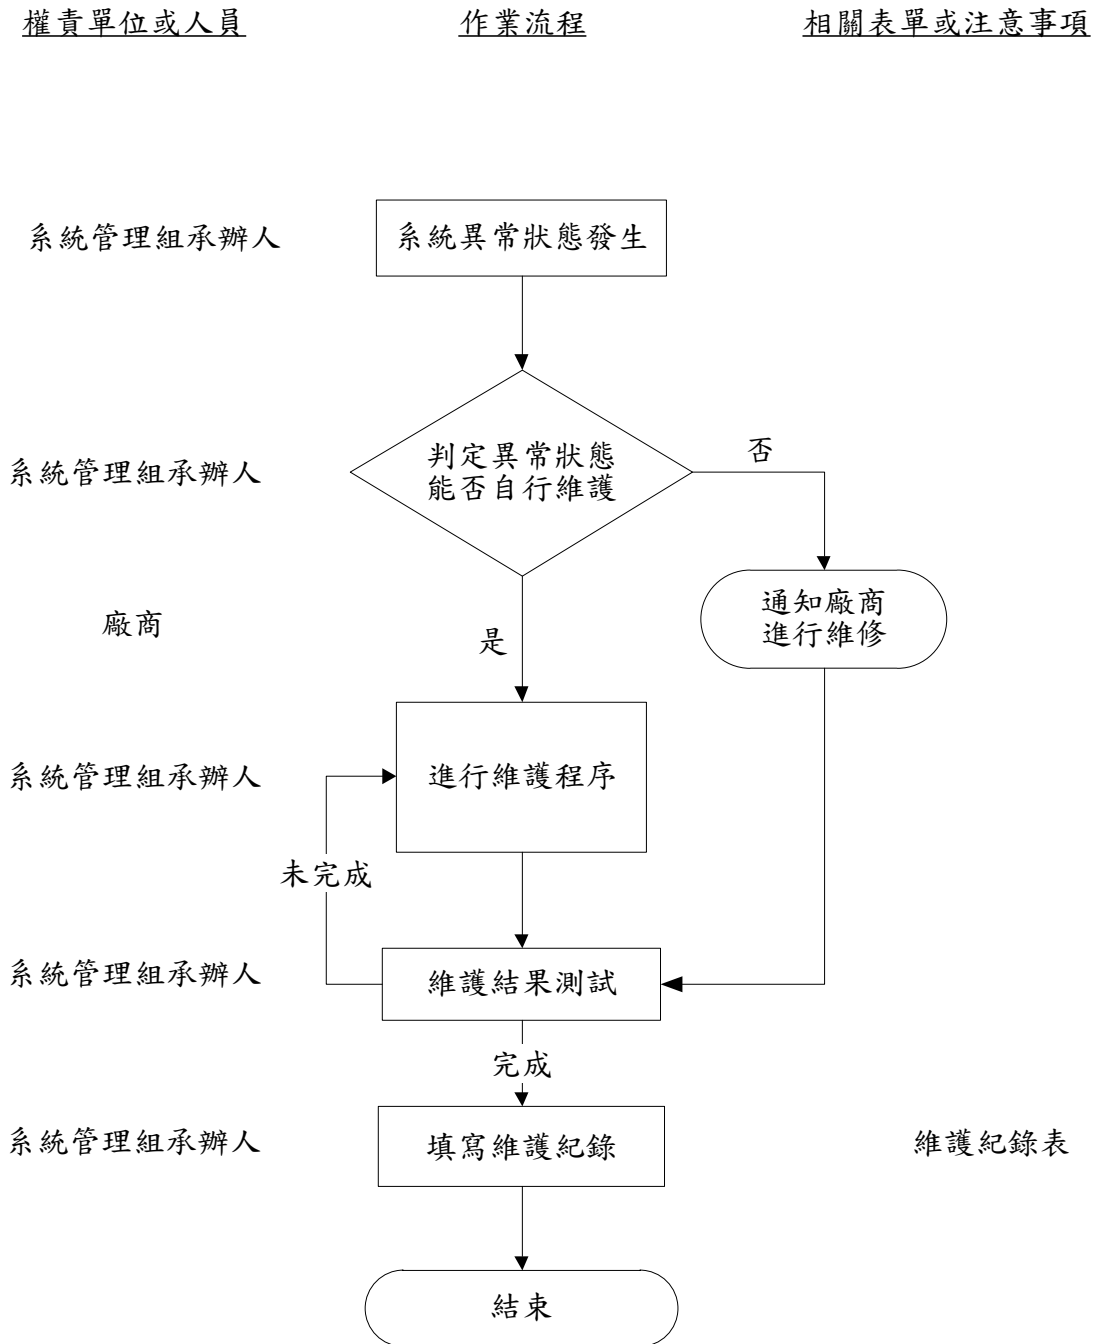 權責單位或人員
作業流程
相關表單或注意事項
系統管理組承辦人
系統異常狀態發生
系統管理組承辦人
判定異常狀態
能否自行維護
否
廠商
是
通知廠商
進行維修
系統管理組承辦人
進行維護程序
未完成
系統管理組承辦人
維護結果測試
完成
系統管理組承辦人
填寫維護紀錄
維護紀錄表
結束